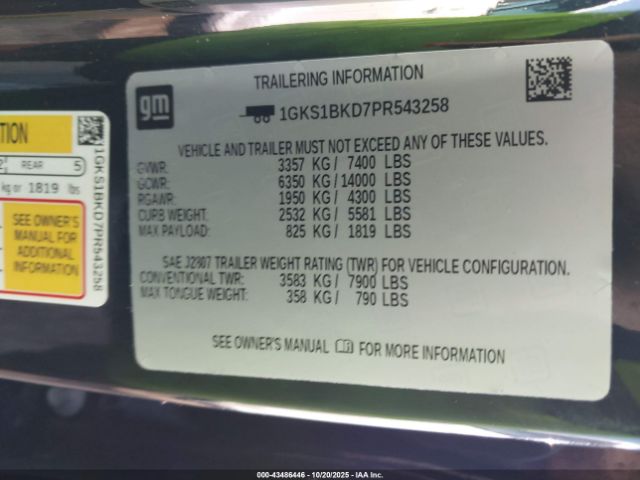 TION
REAR 5
kg or 1819 lbs
SEE OWNER'S
MANUAL FOR
ADDITIONAL
INFORMATION
1GKS1BKD7PR543258
gm
TRAILERING INFORMATION
1GKS1BKD7PR543258
VEHICLE AND TRAILER MUST NOT EXCEED ANY OF THESE VALUES.
GVWR: 3357 KG/ 7400 LBS
GCWR: 6350 KG/ 14000 LBS
RGAWR: 1950 KG/ 4300 LBS
CURB WEIGHT: 2532 KG/ 5581 LBS
MAX PAYLOAD: 825 KG/ 1819 LBS
SAE J2807 TRAILER WEIGHT RATING (TWR) FOR VEHICLE CONFIGURATION.
CONVENTIONAL TWR: 3583 KG/ 7900 LBS
MAX TONGUE WEIGHT: 358 KG/ 790 LBS
SEE OWNER'S MANUAL FOR MORE INFORMATION
000-43486446 - 10/20/2025 - IAA Inc.